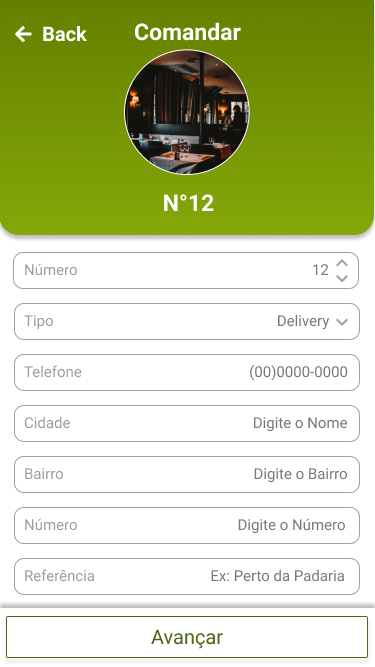 Back
Comandar
N°12
Número 12
Tipo Delivery
Telefone (00)0000-0000
Cidade Digite o Nome
Bairro Digite o Bairro
Número Digite o Número
Referência Ex: Perto da Padaria
Avançar